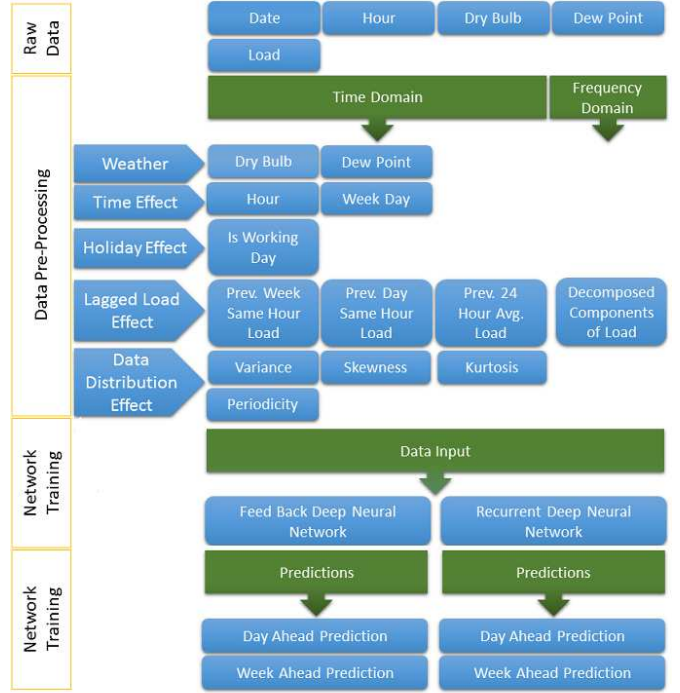 Raw
Data
Date
Hour
Dry Bulb
Dew Point
Load
Data Pre-Processing
Time Domain
Frequency
Domain
Weather
Dry Bulb
Dew Point
Time Effect
Hour
Week Day
Holiday Effect
Is Working
Day
Lagged Load
Effect
Prev. Week
Same Hour
Load
Prev. Day
Same Hour
Load
Prev. 24
Hour Avg.
Load
Decomposed
Components
of Load
Data
Distribution
Effect
Variance
Skewness
Kurtosis
Periodicity
Network
Training
Data Input
Feed Back Deep Neural
Network
Recurrent Deep Neural
Network
Network
Training
Predictions
Predictions
Day Ahead Prediction
Day Ahead Prediction
Week Ahead Prediction
Week Ahead Prediction